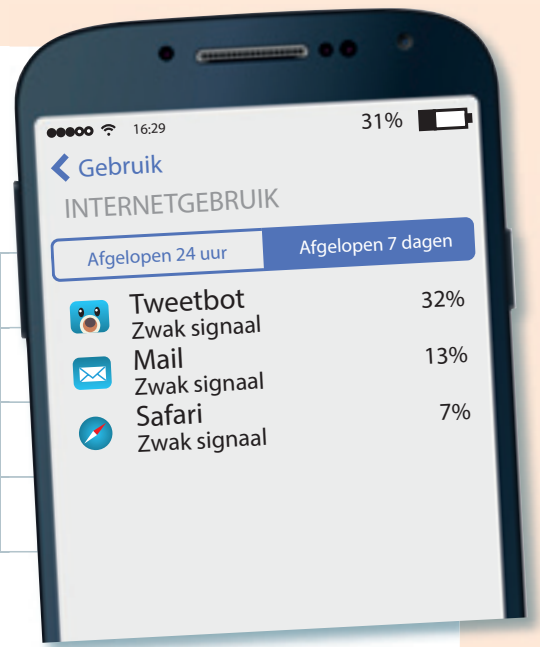 16:29
31%
Gebruik
INTERNETGEBRUIK
Afgelopen 24 uur
Afgelopen 7 dagen
Tweetbot
32%
Zwak signaal
Mail
13%
Zwak signaal
Safari
7%
Zwak signaal